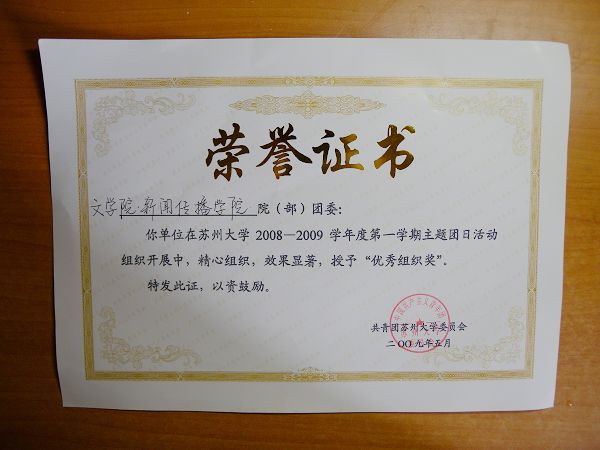 荣誉证书
文学院·新闻传播学院 院（部）团委：
你单位在苏州大学 2008—2009 学年度第一学期主题团日活动
组织开展中，精心组织，效果显著，授予“优秀组织奖”。
特发此证，以资鼓励。
共青团苏州大学委员会
二〇〇九年五月